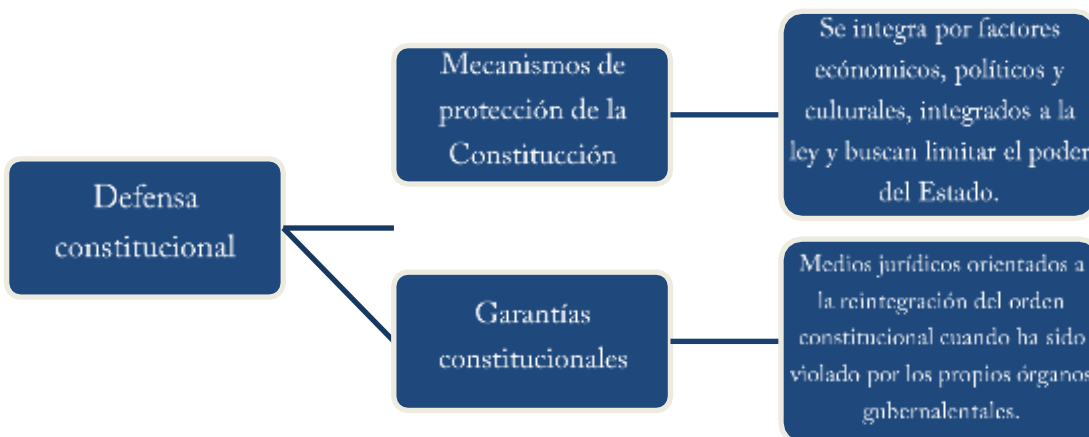 Defensa
constitucional
Mecanismos de
protección de la
Constitucción
Se integra por factores
ecónomicos, políticos y
culturales, integrados a la
ley y buscan limitar el poder
del Estado.
Garantías
constitucionales
Medios jurídicos orientados a
la reintegración del orden
constitucional cuando ha sido
violado por los propios órganos
gubernalentales.